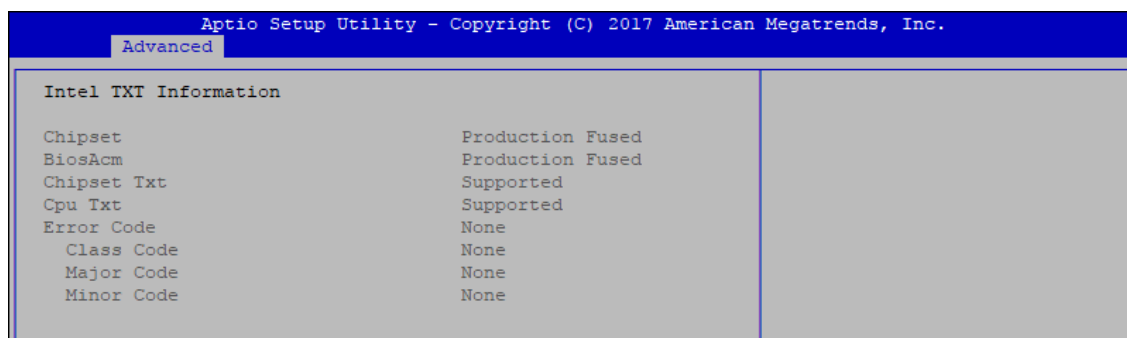 Aptio Setup Utility - Copyright (C) 2017 American Megatrends, Inc.
Advanced
Intel TXT Information
Chipset Production Fused
BiosAcm Production Fused
Chipset Txt Supported
Cpu Txt Supported
Error Code None
Class Code None
Major Code None
Minor Code None